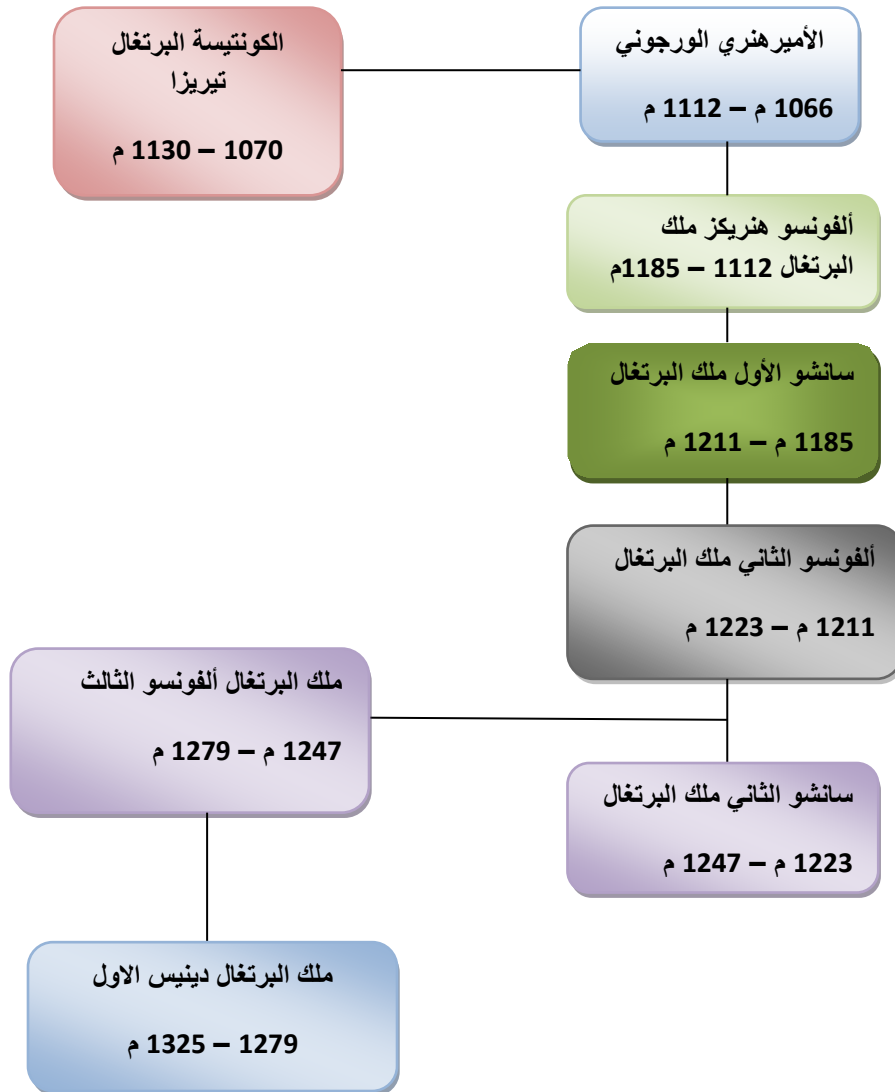 الأميرهنري الورجوني
1066 م – 1112 م
الكونتيسة البرتغال
تيريزا
1070 – 1130 م
ألفونسو هنريكز ملك
البرتغال 1112 – 1185م
سانشو الأول ملك البرتغال
1185 م – 1211 م
ألفونسو الثاني ملك البرتغال
1211 م – 1223 م
ملك البرتغال ألفونسو الثالث
1247 م – 1279 م
سانشو الثاني ملك البرتغال
1223 م – 1247 م
ملك البرتغال دينيس الاول
1279 – 1325 م